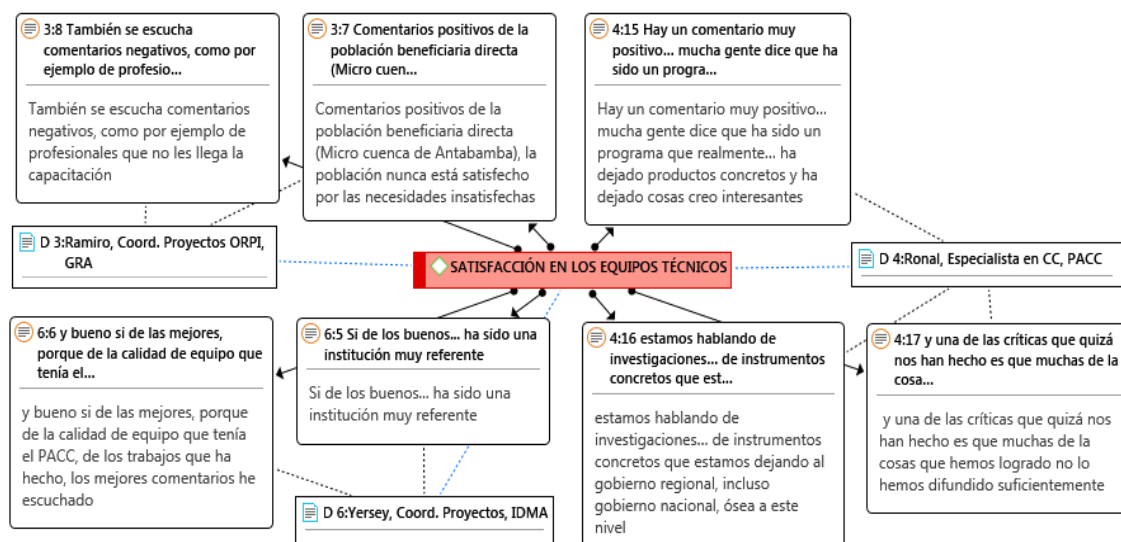 3:8 También se escucha
comentarios negativos, como por
ejemplo de profesio...
También se escucha comentarios
negativos, como por ejemplo de
profesionales que no les llega la
capacitación
3:7 Comentarios positivos de la
población beneficiaria directa
(Micro cuen...
Comentarios positivos de la
población beneficiaria directa
(Micro cuenca de Antabamba), la
población nunca está satisfecho
por las necesidades insatisfechas
4:15 Hay un comentario muy
positivo... mucha gente dice que ha
sido un progra...
Hay un comentario muy positivo...
mucha gente dice que ha sido un
programa que realmente... ha
dejado productos concretos y ha
dejado cosas creo interesantes
D 3:Ramiro, Coord. Proyectos ORPI,
GRA
SATISFACCIÓN EN LOS EQUIPOS TÉCNICOS
D 4:Ronal, Especialista en CC, PACC
6:6 y bueno si de las mejores,
porque de la calidad de equipo que
tenía el...
y bueno si de las mejores, porque
de la calidad de equipo que tenía
el PACC, de los trabajos que ha
hecho, los mejores comentarios he
escuchado
6:5 Si de los buenos... ha sido una
institución muy referente
Si de los buenos... ha sido una
institución muy referente
4:16 estamos hablando de
investigaciones... de instrumentos
concretos que est...
estamos hablando de
investigaciones... de instrumentos
concretos que estamos dejando al
gobierno regional, incluso
gobierno nacional, ósea a este
nivel
4:17 y una de las críticas que quizá
nos han hecho es que muchas de la
cosa...
y una de las críticas que quizá nos
han hecho es que muchas de la
cosas que hemos logrado no lo
hemos difundido suficientemente
D 6:Yersey, Coord. Proyectos, IDMA